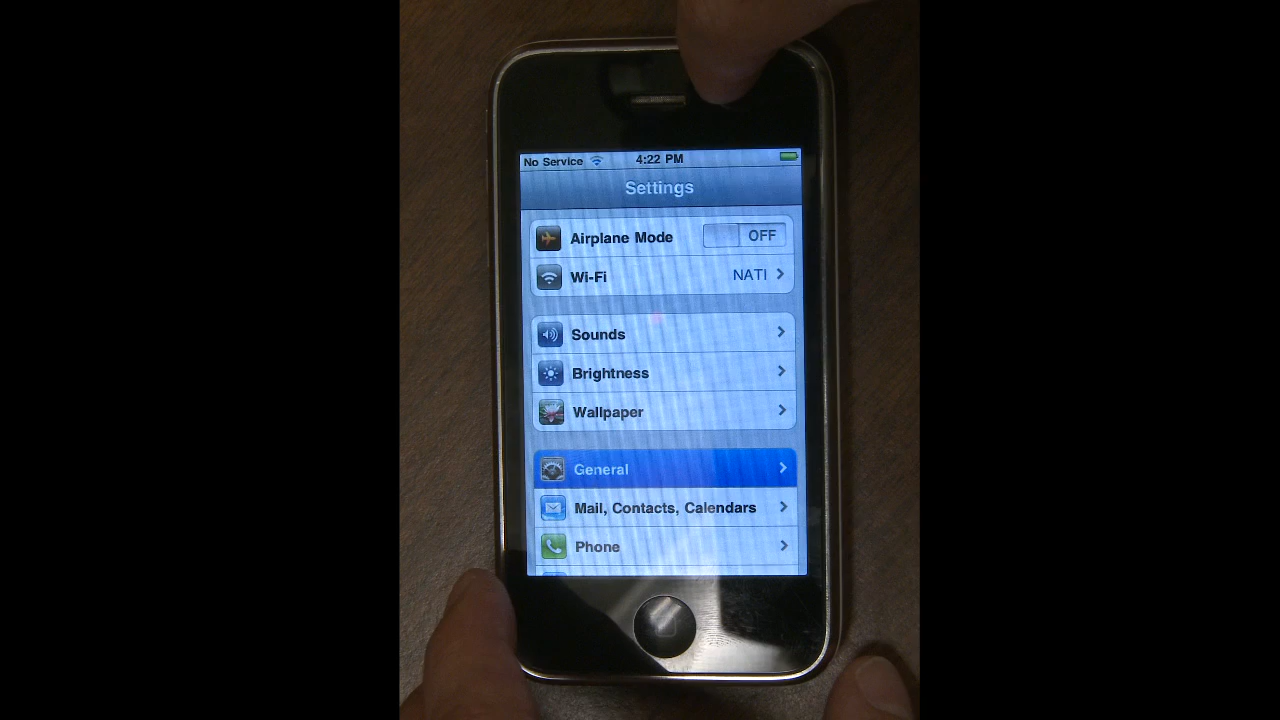 No Service 4:22 PM
Settings
Airplane Mode OFF
Wi-Fi NATI
Sounds
Brightness
Wallpaper
General
Mail, Contacts, Calendars
Phone